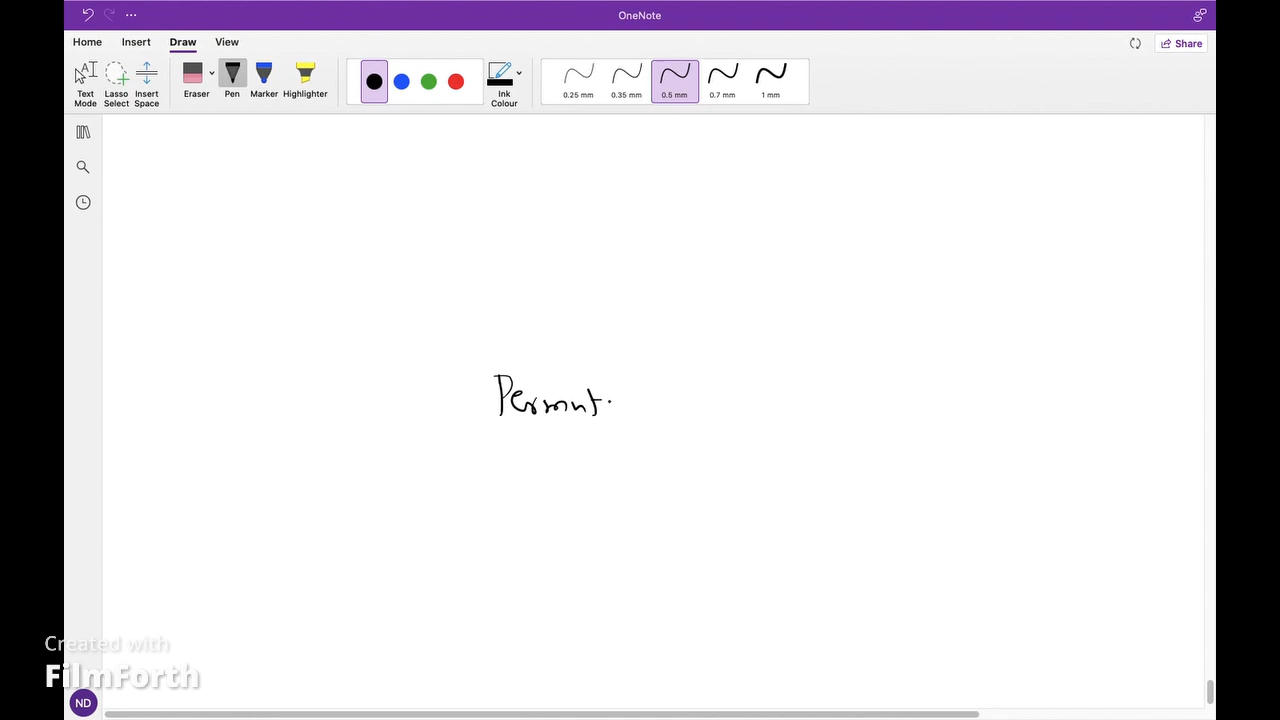 OneNote
Home Insert Draw View
Share
Text Mode
Lasso Select
Insert Space
Eraser
Pen
Marker
Highlighter
Ink Colour
0.25 mm
0.35 mm
0.5 mm
0.7 mm
1 mm
Permut
Created with
FilmForth
ND